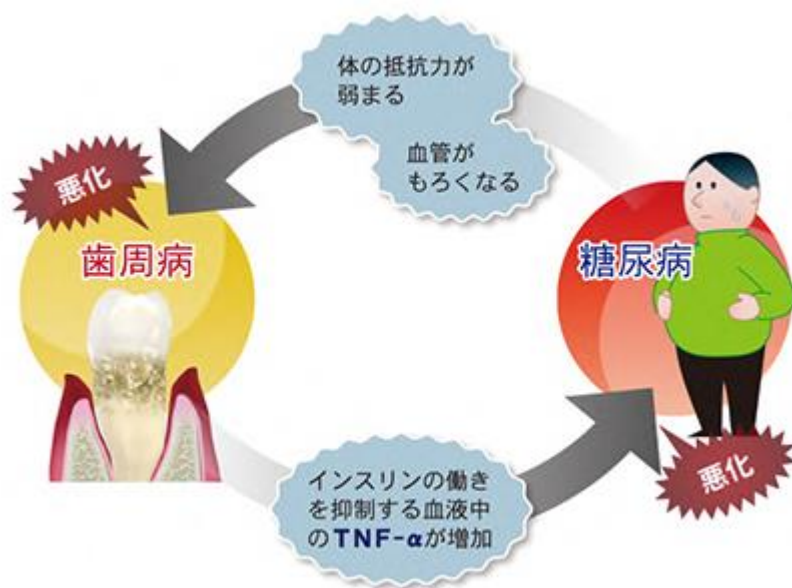 体の抵抗力が
弱まる
血管が
もろくなる
悪化
歯周病
糖尿病
インスリンの働き
を抑制する血液中
のTNF-αが増加
悪化